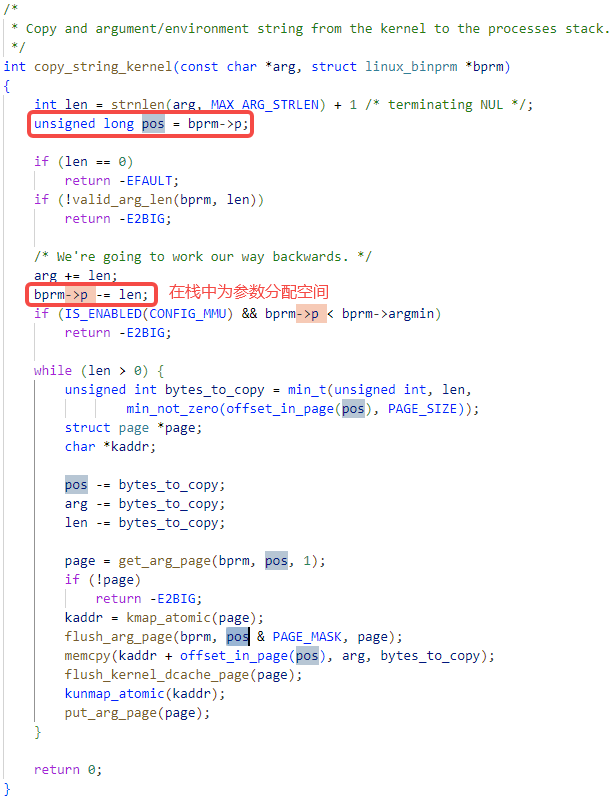 /*
 * Copy and argument/environment string from the kernel to the processes stack.
 */
int copy_string_kernel(const char *arg, struct linux_binprm *bprm)
{
    int len = strnlen(arg, MAX_ARG_STRLEN) + 1 /* terminating NUL */;
    unsigned long pos = bprm->p;

    if (len == 0)
        return -EFAULT;
    if (!valid_arg_len(bprm, len))
        return -E2BIG;

    /* We're going to work our way backwards. */
    arg += len;
    bprm->p -= len; 在栈中为参数分配空间
    if (IS_ENABLED(CONFIG_MMU) && bprm->p < bprm->argmin)
        return -E2BIG;

    while (len > 0) {
        unsigned int bytes_to_copy = min_t(unsigned int, len,
                min_not_zero(offset_in_page(pos), PAGE_SIZE));
        struct page *page;
        char *kaddr;

        pos -= bytes_to_copy;
        arg -= bytes_to_copy;
        len -= bytes_to_copy;

        page = get_arg_page(bprm, pos, 1);
        if (!page)
            return -E2BIG;
        kaddr = kmap_atomic(page);
        flush_arg_page(bprm, pos & PAGE_MASK, page);
        memcpy(kaddr + offset_in_page(pos), arg, bytes_to_copy);
        flush_kernel_dcache_page(page);
        kunmap_atomic(kaddr);
        put_arg_page(page);
    }

    return 0;
}